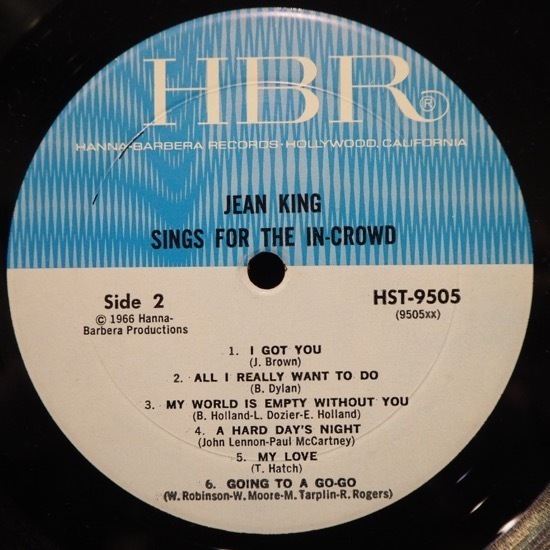 HBR®
HANNA-BARBERA RECORDS · HOLLYWOOD, CALIFORNIA
JEAN KING
SINGS FOR THE IN-CROWD
Side 2
© 1966 Hanna-
Barbera Productions
HST-9505
(9505xx)
1. I GOT YOU
(J. Brown)
2. ALL I REALLY WANT TO DO
(B. Dylan)
3. MY WORLD IS EMPTY WITHOUT YOU
(B. Holland-L. Dozier-E. Holland)
4. A HARD DAY'S NIGHT
(John Lennon-Paul McCartney)
5. MY LOVE
(T. Hatch)
6. GOING TO A GO-GO
(W. Robinson-W. Moore-M. Tarplin-R. Rogers)